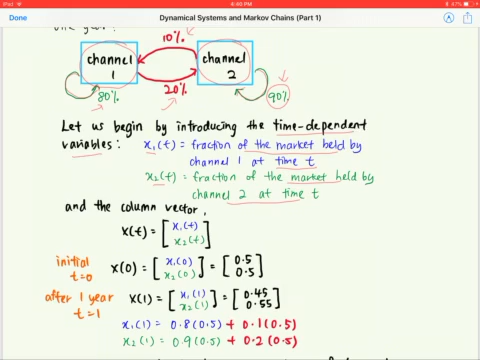 iPad 4:40 PM 47%
Done Dynamical Systems and Markov Chains (Part 1)
one year:
10%
channel 1 channel 2
20%
80% 90%
Let us begin by introducing the time-dependent
variables: x₁(t) = fraction of the market held by
channel 1 at time t
x₂(t) = fraction of the market held by
channel 2 at time t
and the column vector,
x(t) = [ x₁(t) x₂(t) ]
initial t=0 x(0) = [ x₁(0) x₂(0) ] = [ 0.5 0.5 ]
after 1 year t=1 x(1) = [ x₁(1) x₂(1) ] = [ 0.45 0.55 ]
x₁(1) = 0.8(0.5) + 0.1(0.5)
x₂(1) = 0.9(0.5) + 0.2(0.5)